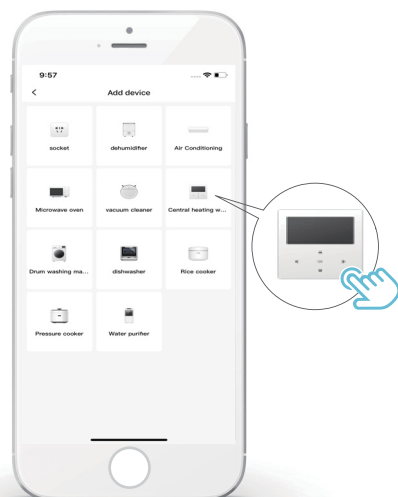 9:57
Add device
socket
dehumidifier
Air Conditioning
Microwave oven
vacuum cleaner
Central heating w...
Drum washing ma...
dishwasher
Rice cooker
Pressure cooker
Water purifier